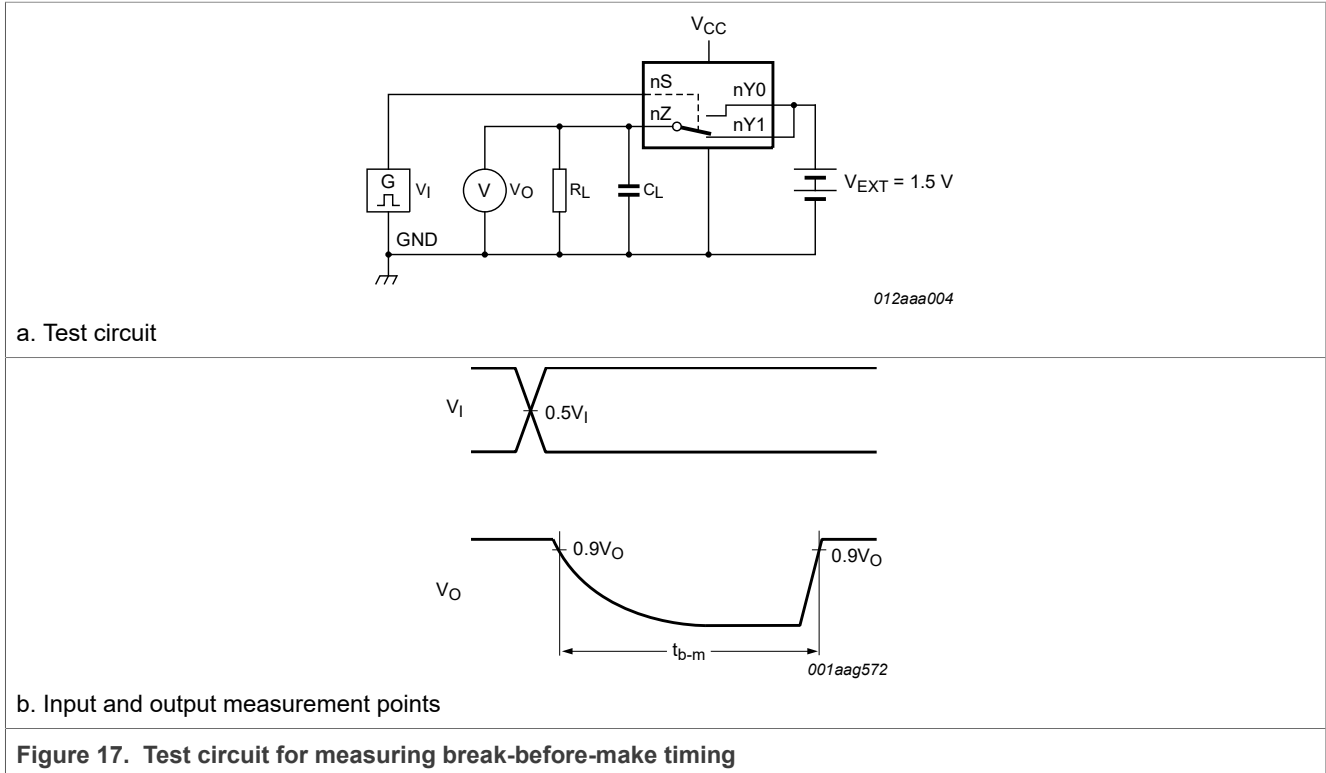 VCC
nS
nY0
nZ
nY1
G
VI
V
VO
RL
CL
VEXT = 1.5 V
GND
012aaa004
a. Test circuit
VI
0.5VI
0.9VO
0.9VO
VO
tb-m
001aag572
b. Input and output measurement points
Figure 17. Test circuit for measuring break-before-make timing